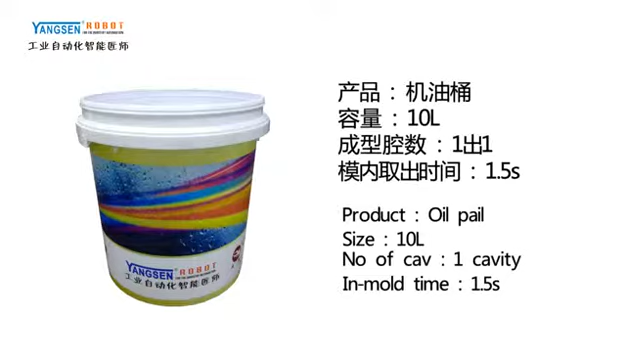 YANGSEN ROBOT
工业自动化智能医师
产品：机油桶
容量：10L
成型腔数：1出1
模内取出时间：1.5s
Product : Oil pail
Size : 10L
No of cav : 1 cavity
In-mold time : 1.5s
YANGSEN ROBOT
工业自动化智能医师